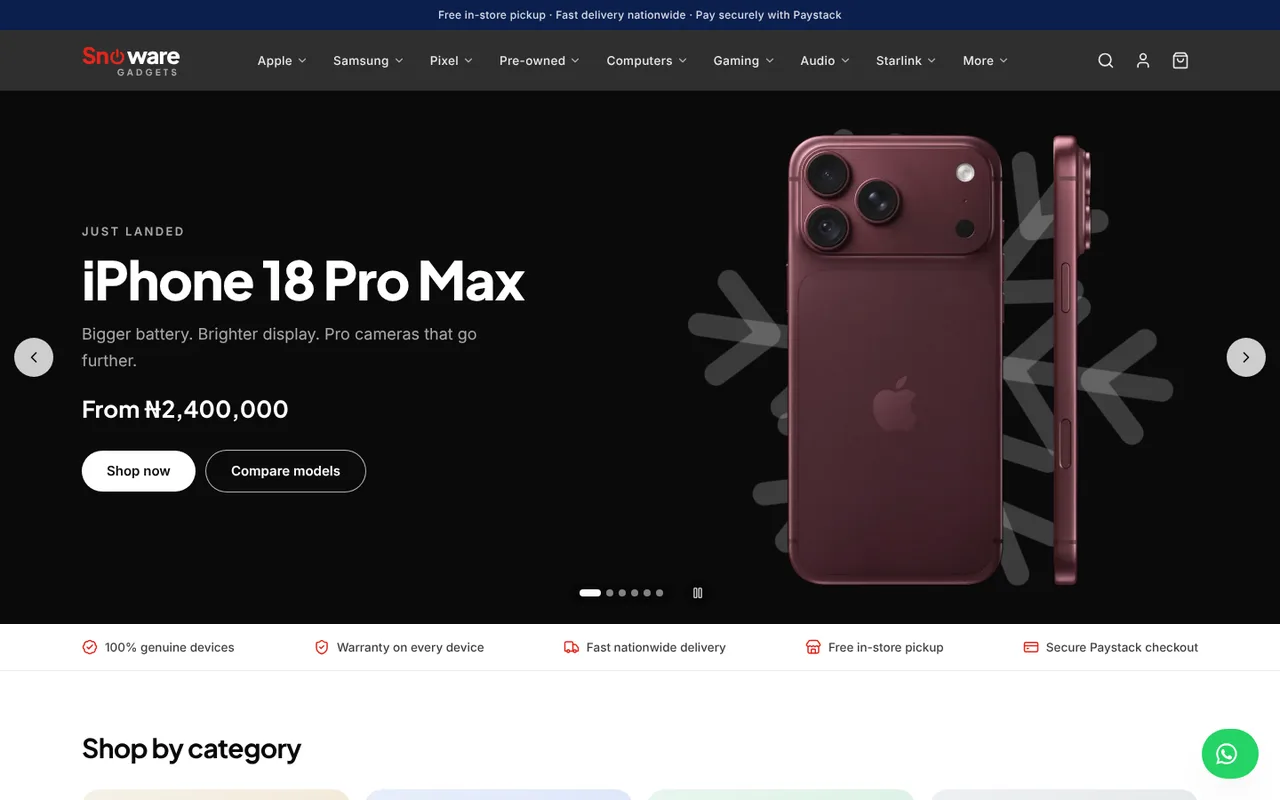 Free in-store pickup · Fast delivery nationwide · Pay securely with Paystack
Snoware
GADGETS
Apple
Samsung
Pixel
Pre-owned
Computers
Gaming
Audio
Starlink
More
JUST LANDED
iPhone 18 Pro Max
Bigger battery. Brighter display. Pro cameras that go
further.
From ₦2,400,000
Shop now
Compare models
100% genuine devices
Warranty on every device
Fast nationwide delivery
Free in-store pickup
Secure Paystack checkout
Shop by category